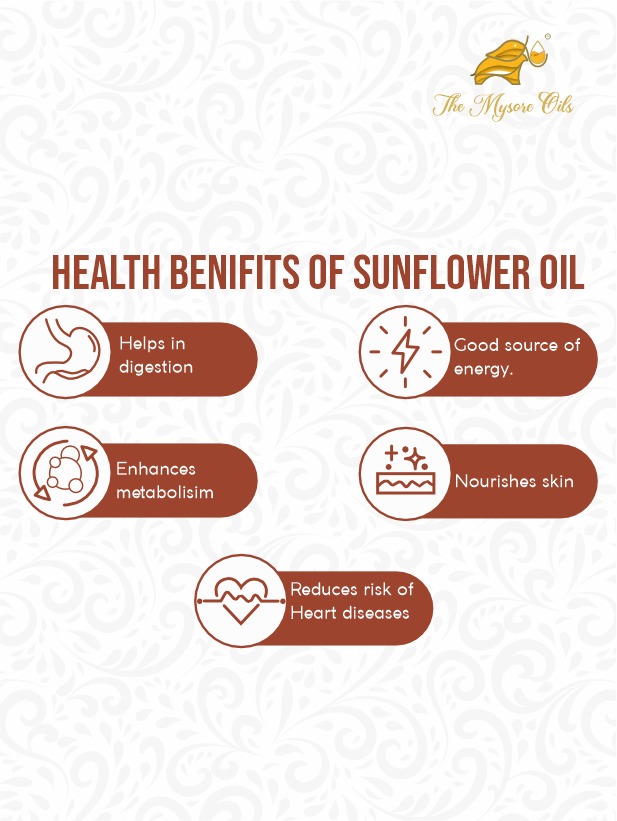 The Mysore Oils
HEALTH BENIFITS OF SUNFLOWER OIL
Helps in
digestion
Good source of
energy.
Enhances
metabolisim
Nourishes skin
Reduces risk of
Heart diseases